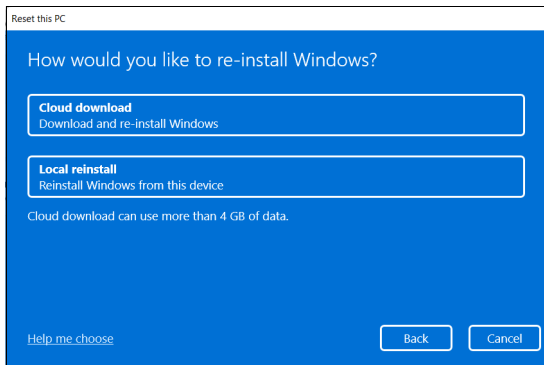 Reset this PC
How would you like to re-install Windows?
Cloud download
Download and re-install Windows
Local reinstall
Reinstall Windows from this device
Cloud download can use more than 4 GB of data.
Help me choose
Back
Cancel